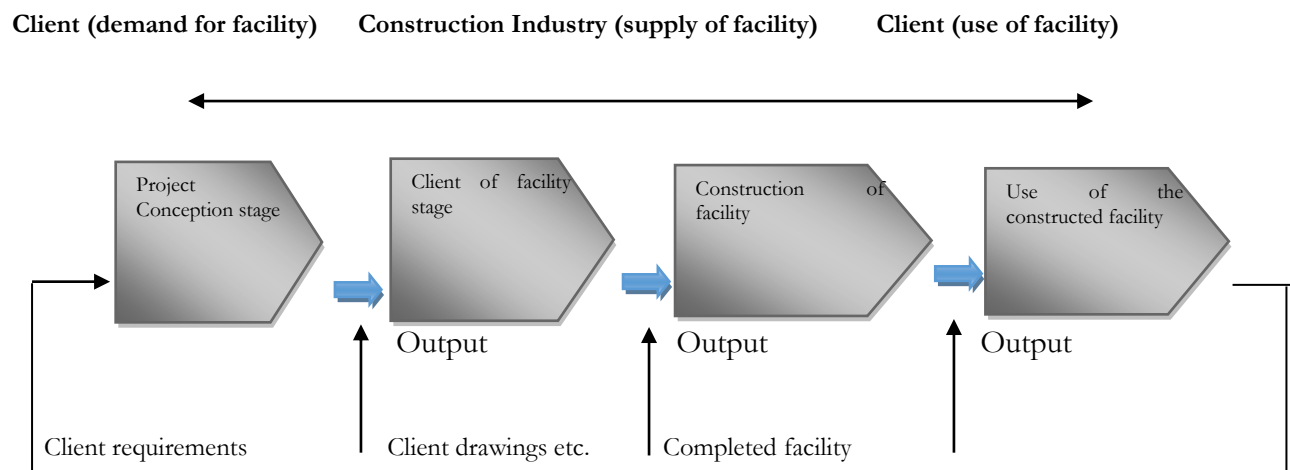 Client (demand for facility) Construction Industry (supply of facility) Client (use of facility)
Project
Conception stage
Client of facility
stage
Construction of
facility
Use of the
constructed facility
Output Output Output
Client requirements Client drawings etc. Completed facility